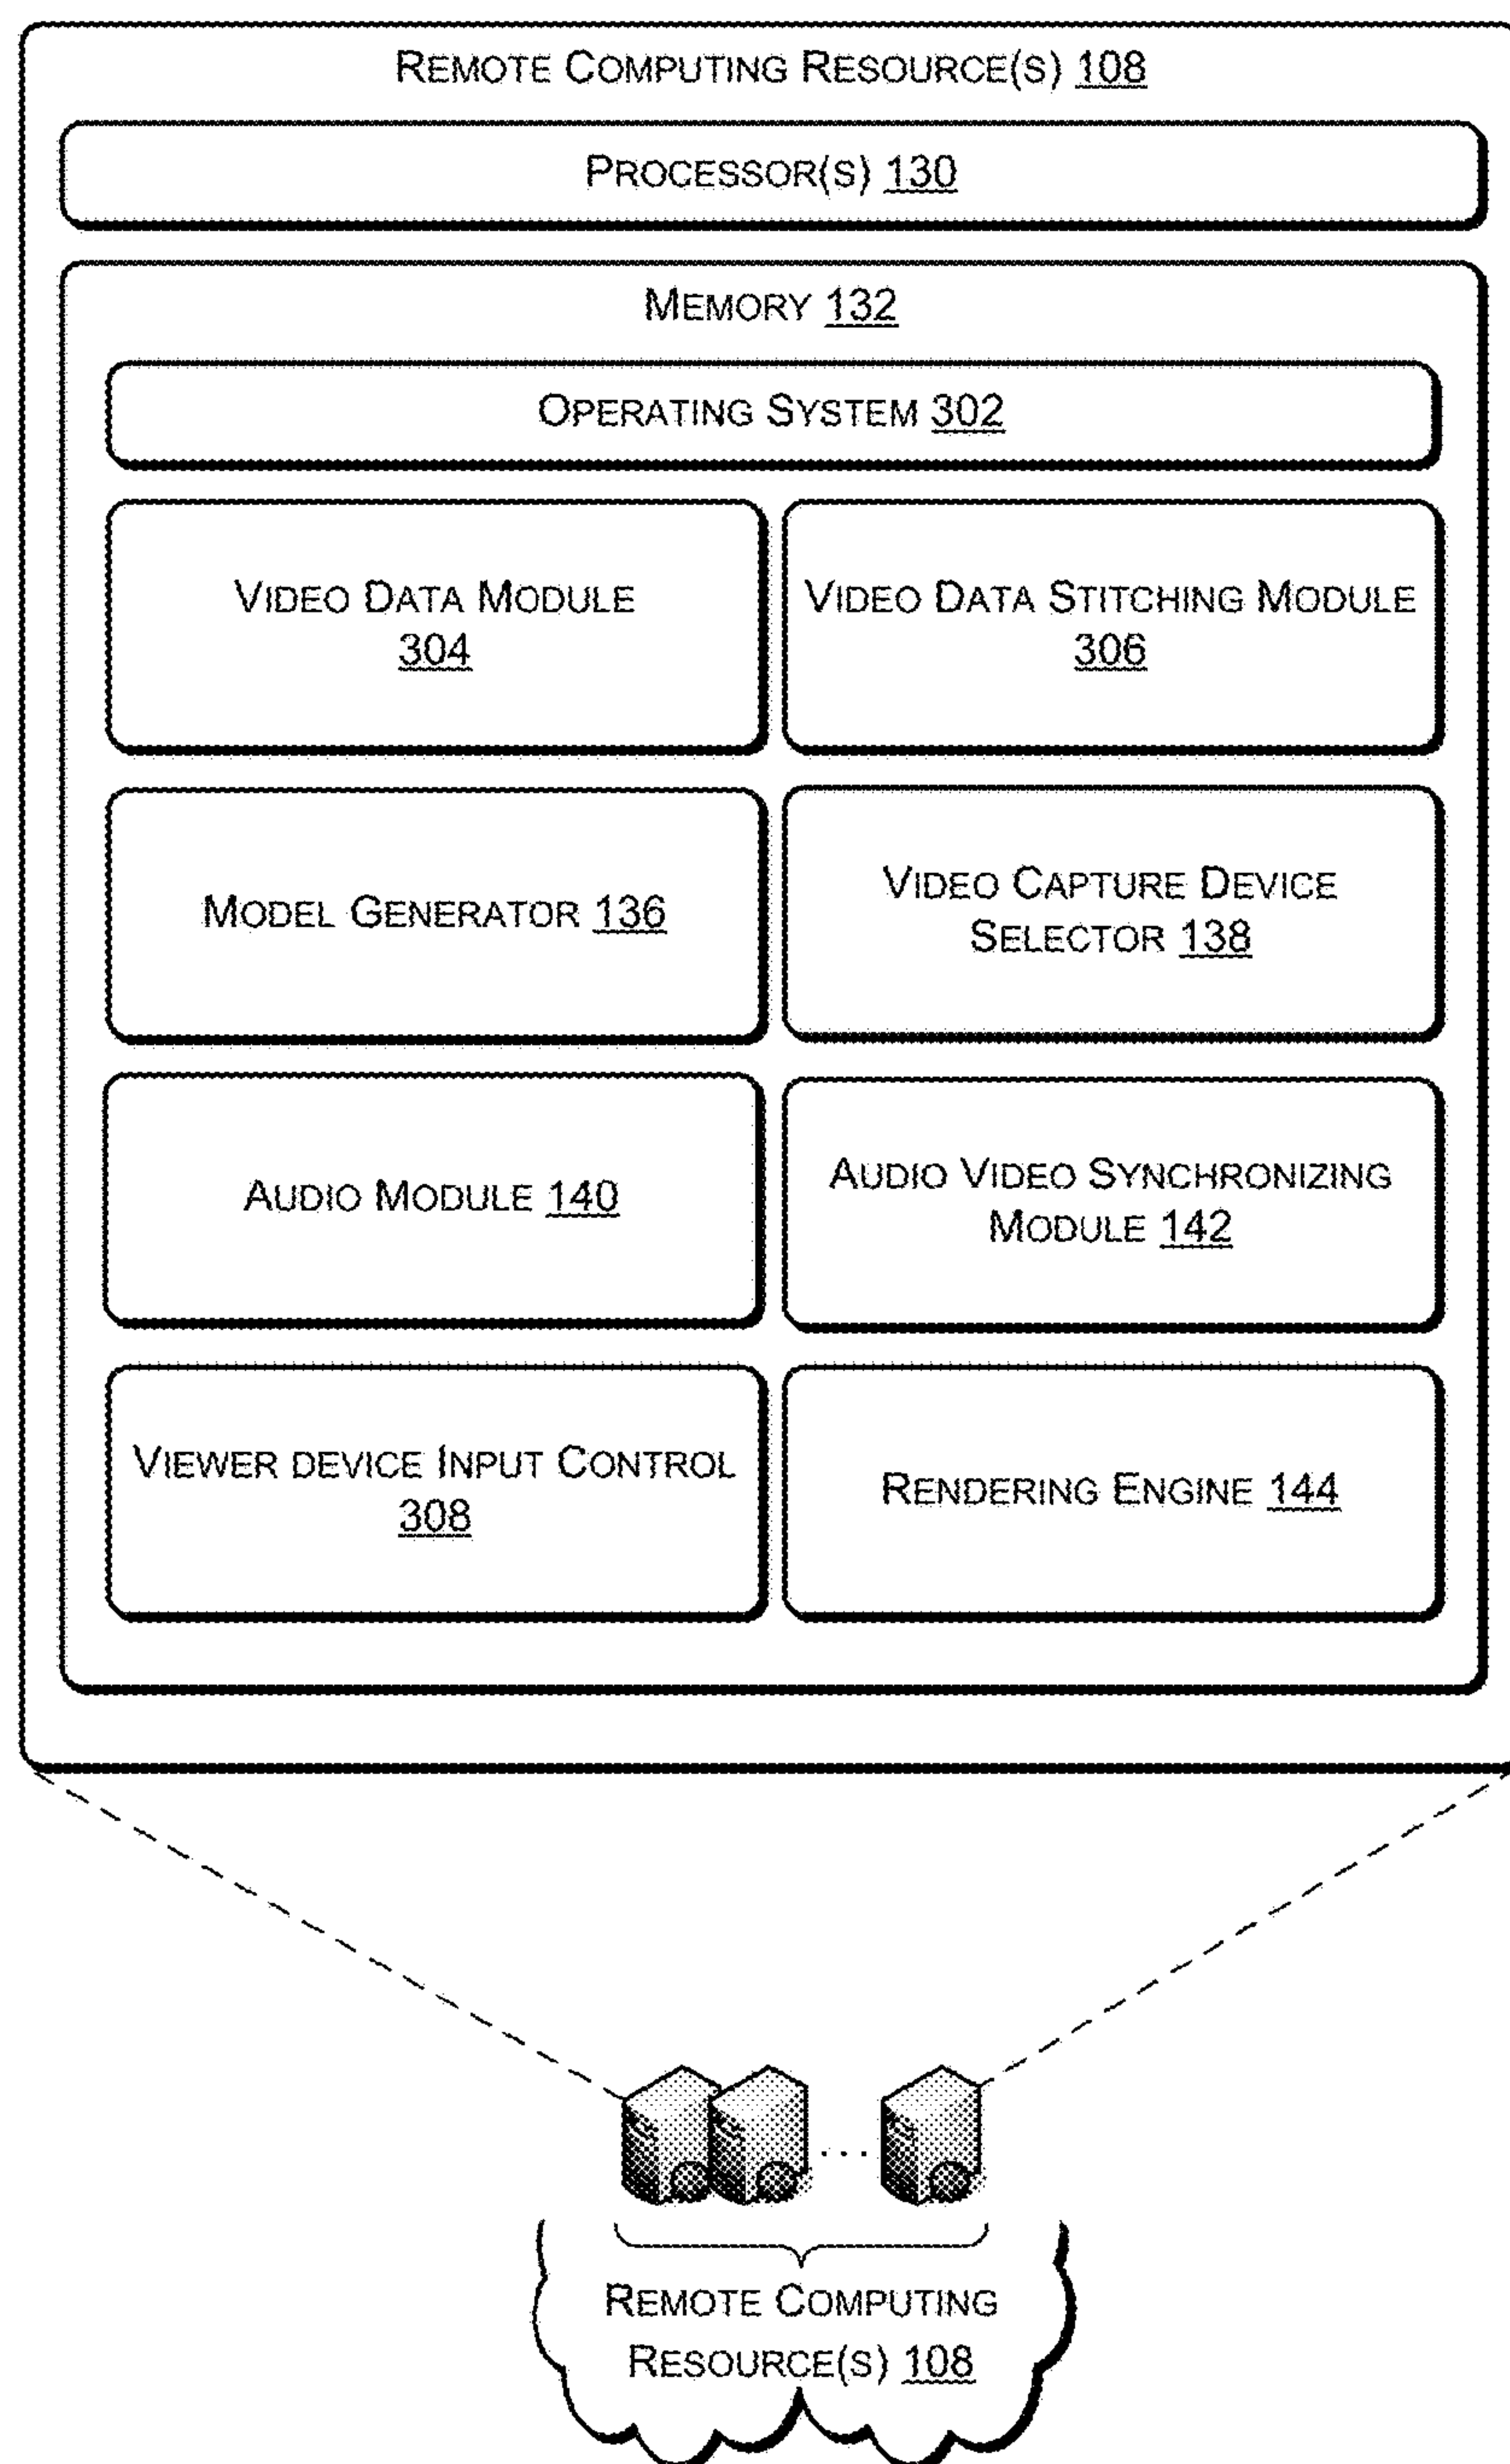 REMOTE COMPUTING RESOURCE(S) 108
PROCESSOR(S) 130
MEMORY 132
OPERATING SYSTEM 302
VIDEO DATA MODULE
304
VIDEO DATA STITCHING MODULE
306
MODEL GENERATOR 136
VIDEO CAPTURE DEVICE
SELECTOR 138
AUDIO MODULE 140
AUDIO VIDEO SYNCHRONIZING
MODULE 142
VIEWER DEVICE INPUT CONTROL
308
RENDERING ENGINE 144
...
REMOTE COMPUTING
RESOURCE(S) 108